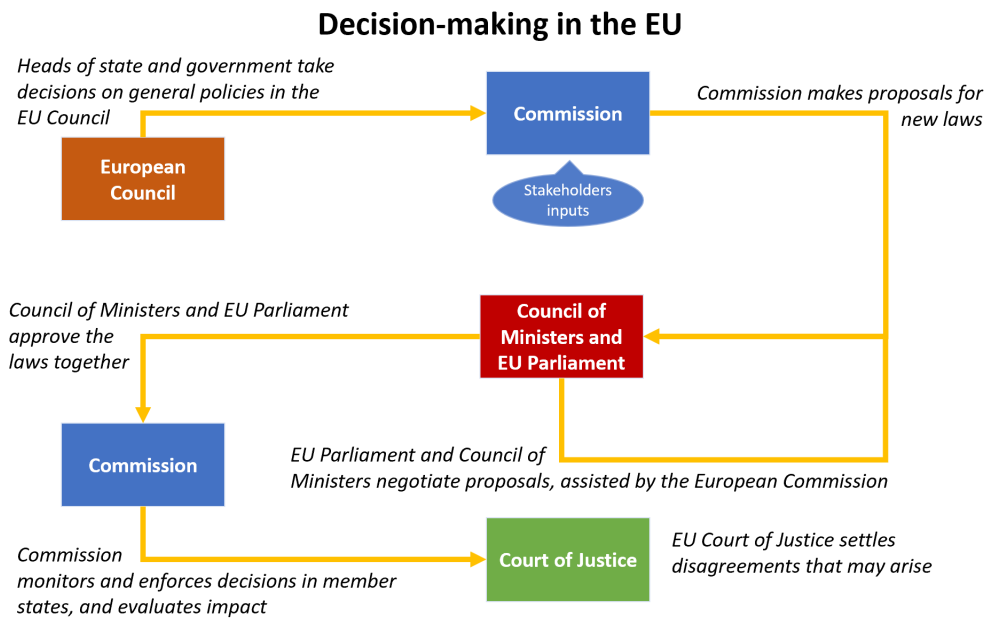 Decision-making in the EU
Heads of state and government take
decisions on general policies in the
EU Council
European
Council
Commission
Stakeholders
inputs
Commission makes proposals for
new laws
Council of Ministers and EU Parliament
approve the
laws together
Council of
Ministers and
EU Parliament
EU Parliament and Council of
Ministers negotiate proposals, assisted by the European Commission
Commission
Commission
monitors and enforces decisions in member
states, and evaluates impact
Court of Justice
EU Court of Justice settles
disagreements that may arise